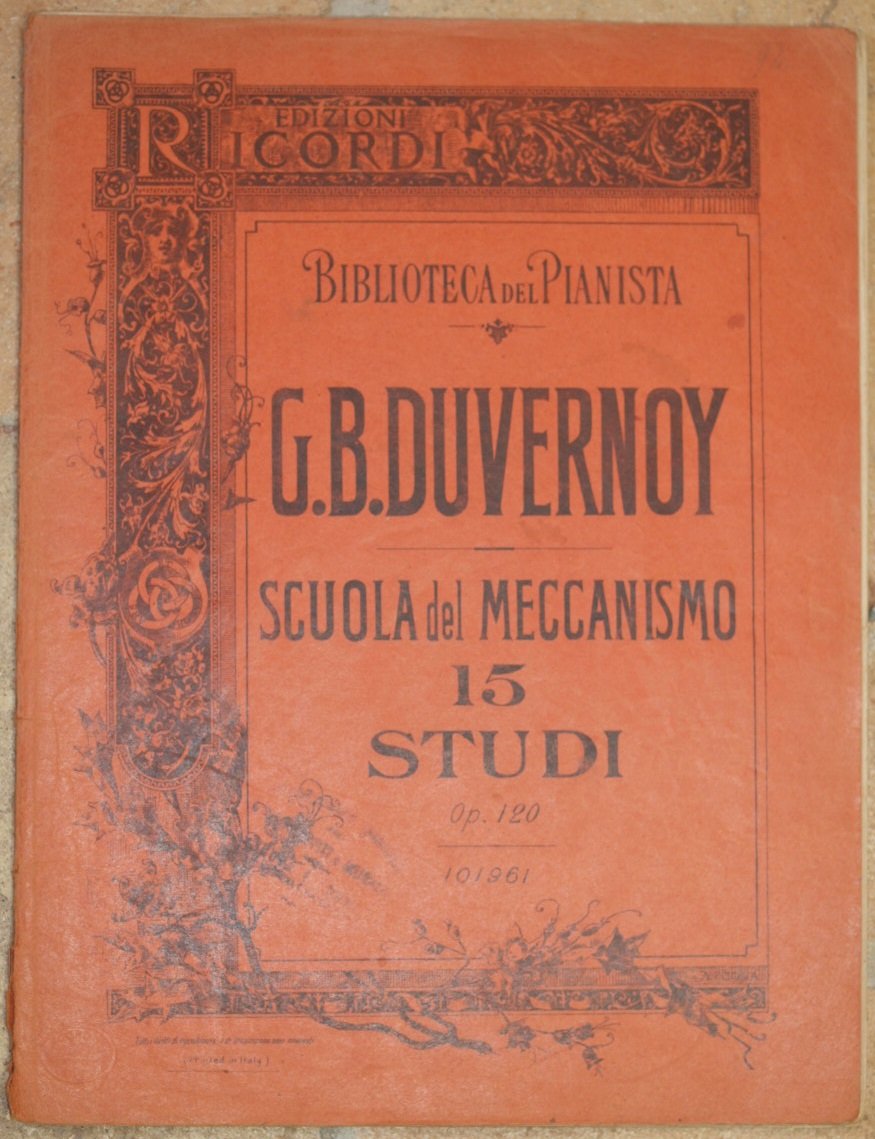 EDIZIONI
RICORDI
BIBLIOTECA DEL PIANISTA
G.B. DUVERNOY
SCUOLA del MECCANISMO
15
STUDI
Op. 120
101961
(Printed in Italy)